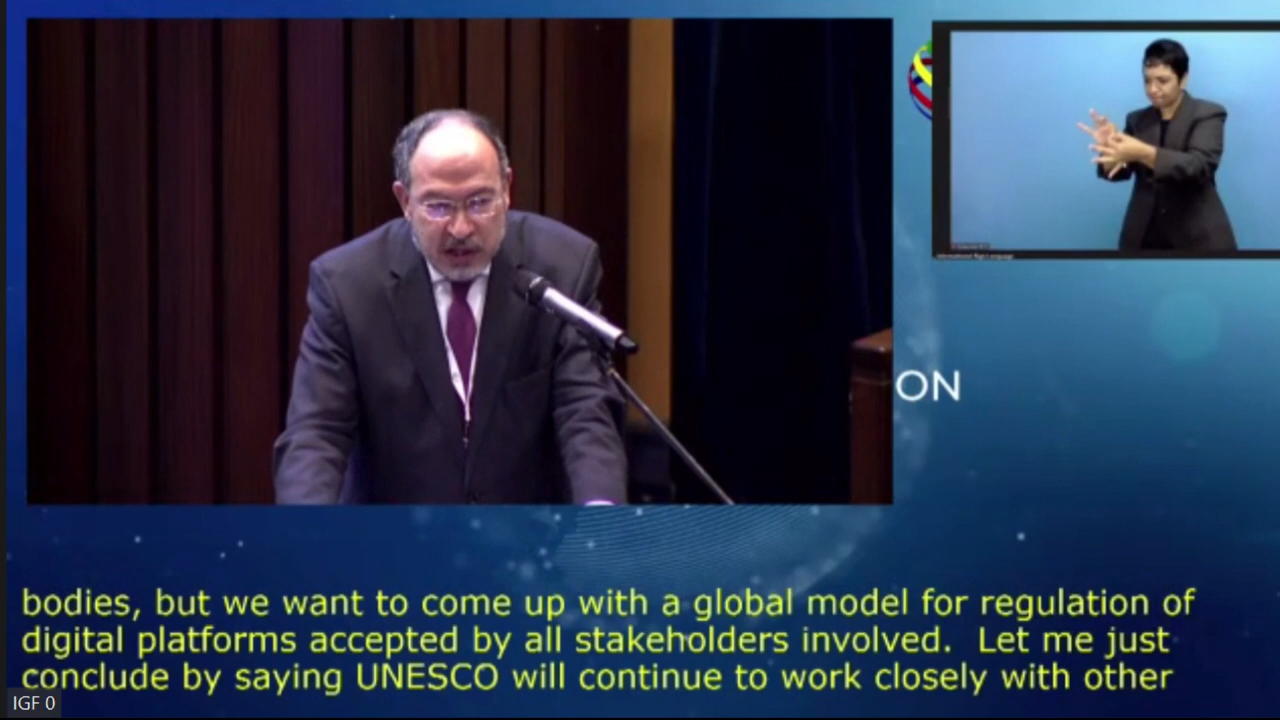 ON
bodies, but we want to come up with a global model for regulation of
digital platforms accepted by all stakeholders involved.  Let me just
conclude by saying UNESCO will continue to work closely with other
IGF 0